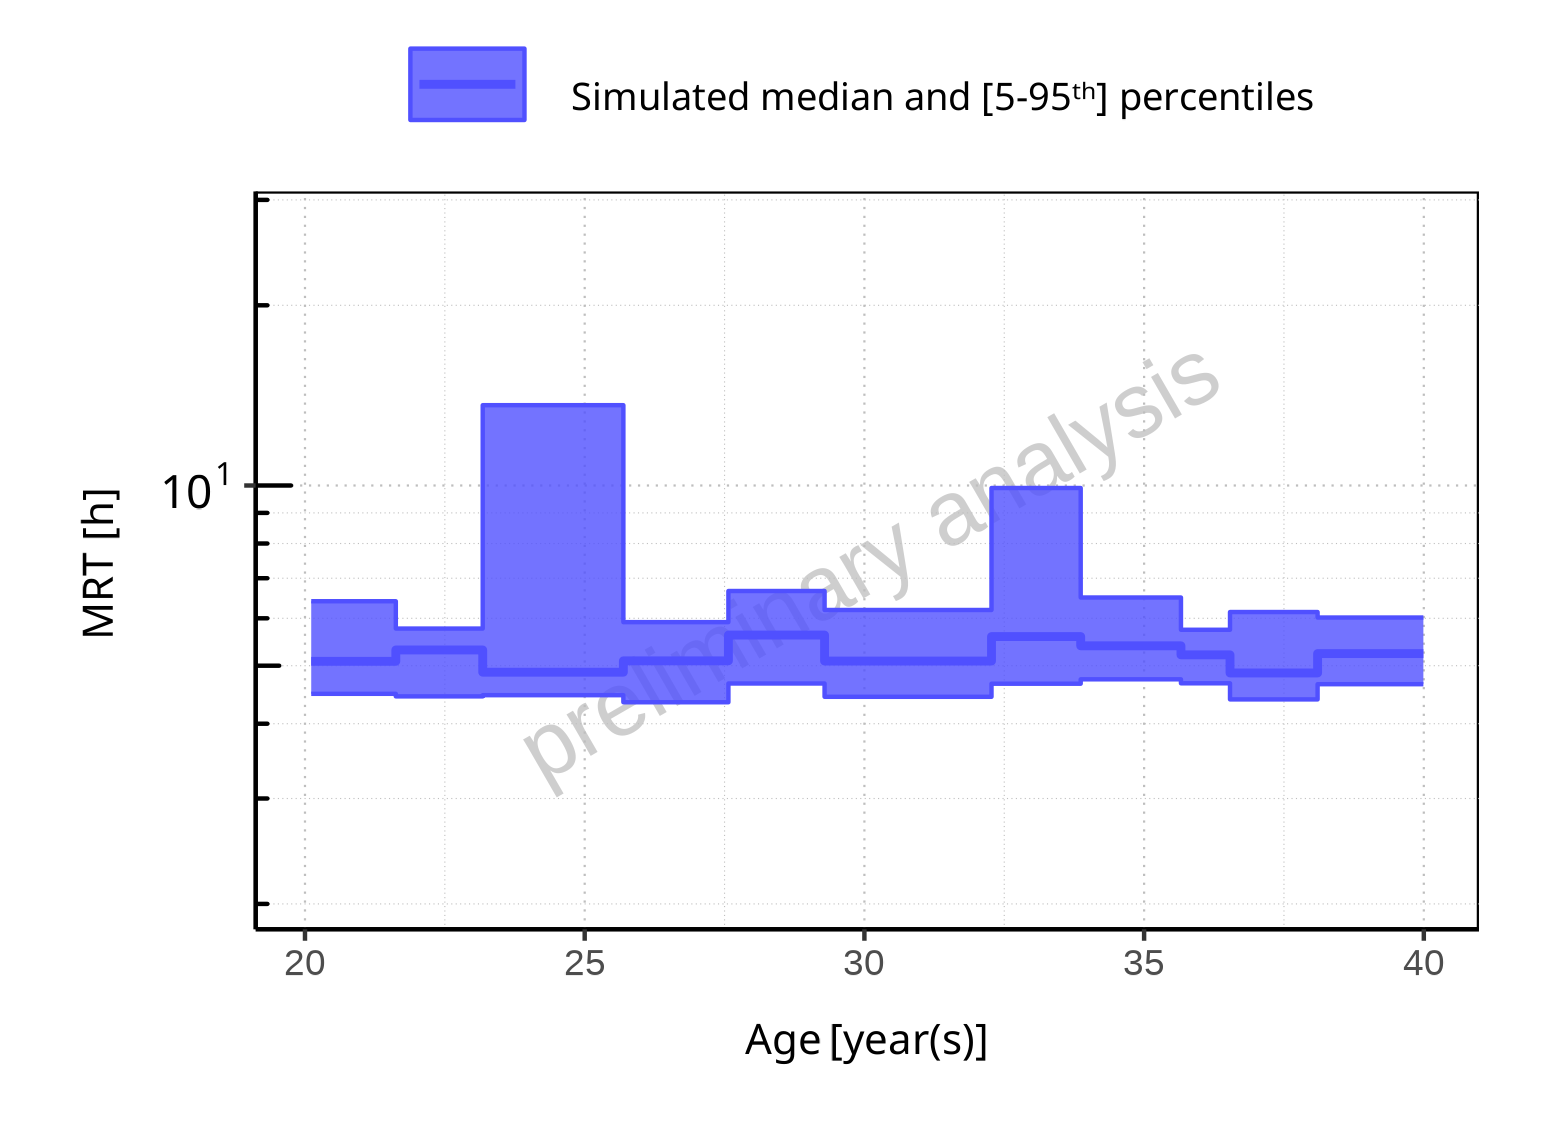 Simulated median and [5-95ᵗʰ] percentiles
preliminary analysis
10¹
MRT [h]
20 25 30 35 40
Age [year(s)]